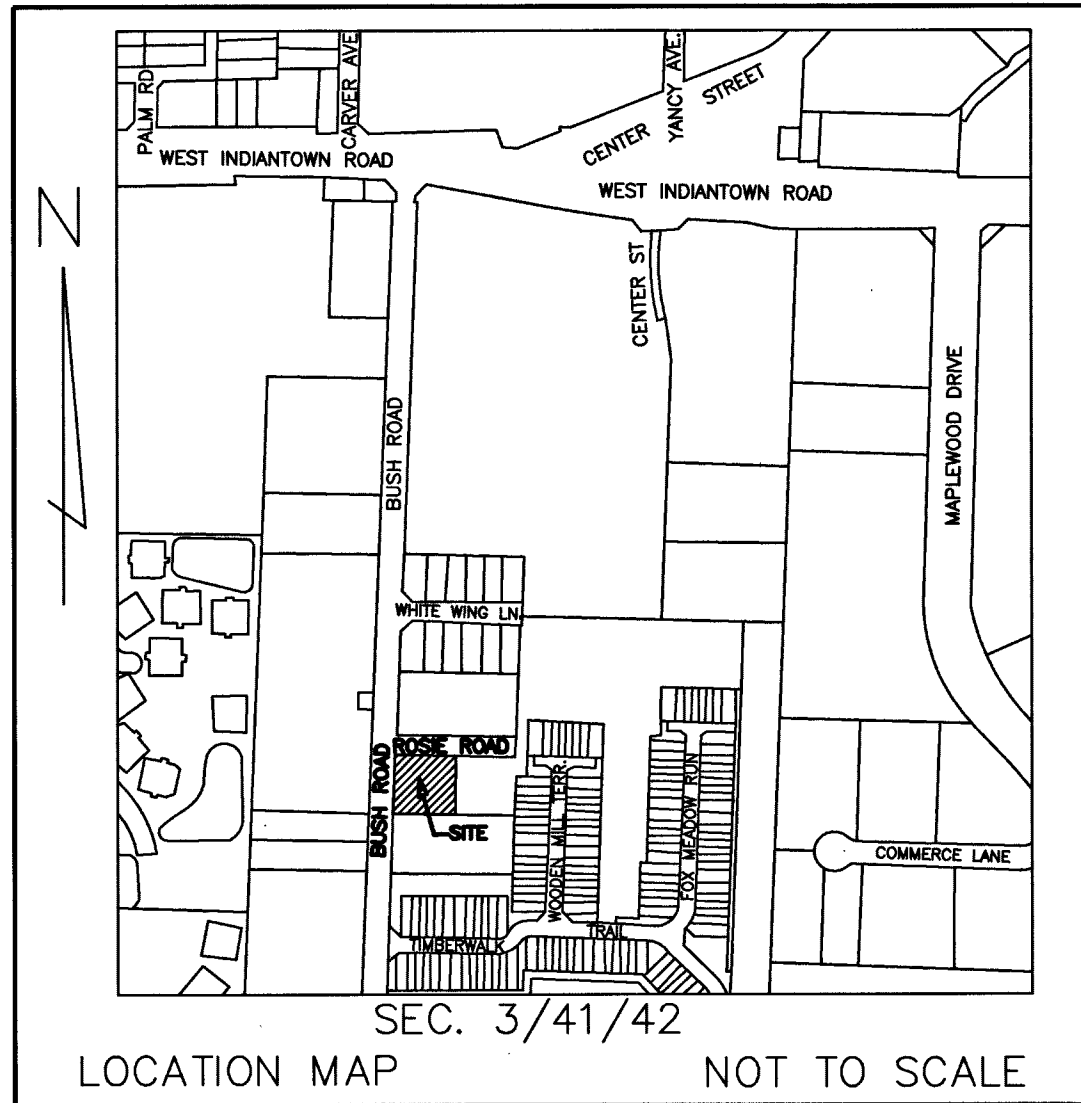 PALM RD
CARVER AVE.
YANCY AVE.
CENTER STREET
WEST INDIANTOWN ROAD
WEST INDIANTOWN ROAD
N
CENTER ST
MAPLEWOOD DRIVE
BUSH ROAD
WHITE WING LN.
ROSIE ROAD
BUSH ROAD
SITE
WOODEN MILL TERR.
FOX MEADOW RUN
COMMERCE LANE
TIMBERWALK TRAIL
SEC. 3/41/42
LOCATION MAP
NOT TO SCALE